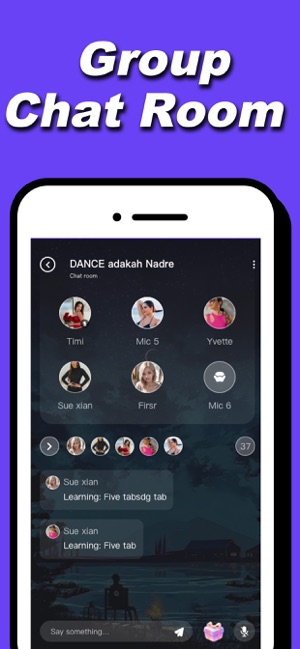 Group
Chat Room
DANCE adakah Nadre
Chat room
Timi
Mic 5
Yvette
Sue xian
Firsr
Mic 6
37
Sue xian
Learning: Five tabsdg tab
Sue xian
Learning: Five tab
Say something...